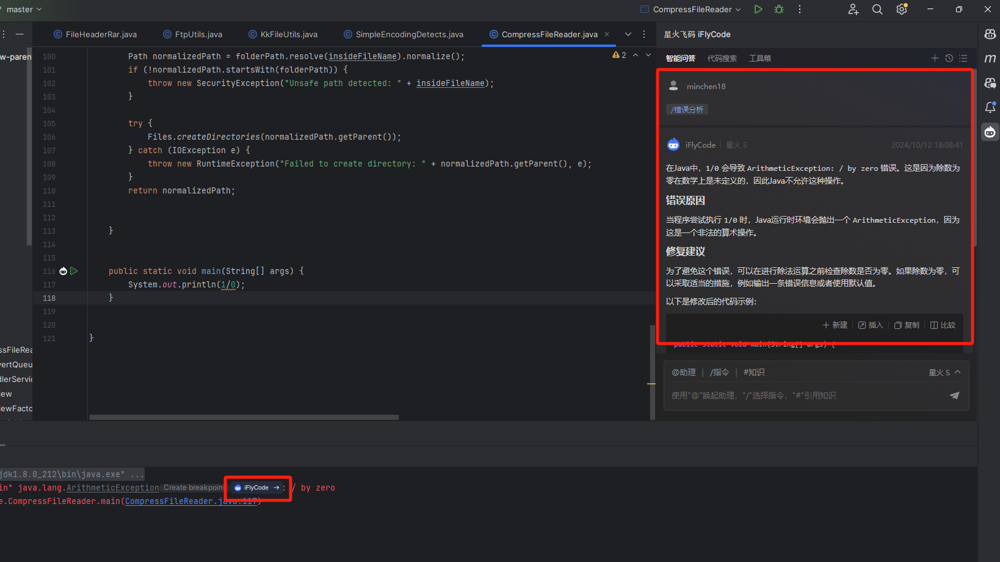 master
CompressFileReader
FileHeaderRar.java
FtpUtils.java
KkFileUtils.java
SimpleEncodingDetects.java
CompressFileReader.java
星火飞码 iFlyCode
w-paren
ssFileRea
vertQueu
dlerServic
iew
iewFacto
100 Path normalizedPath = folderPath.resolve(insideFileName).normalize();
2
101 if (!normalizedPath.startsWith(folderPath)) {
102 throw new SecurityException("Unsafe path detected: " + insideFileName);
103 }
104
105 try {
106 Files.createDirectories(normalizedPath.getParent());
107 } catch (IOException e) {
108 throw new RuntimeException("Failed to create directory: " + normalizedPath.getParent(), e);
109 }
110 return normalizedPath;
111
112
113 }
114
115
116 public static void main(String[] args) {
117 System.out.println(1/0);
118 }
119
120
121 }
智能问答 代码搜索 工具箱
minchen18
/错误分析
iFlyCode 星火 S 2024/10/12 18:08:41
在Java中，1/0 会导致 ArithmeticException: / by zero 错误。这是因为除数为
零在数学上是未定义的，因此Java不允许这种操作。
错误原因
当程序尝试执行 1/0 时，Java运行时环境会抛出一个 ArithmeticException，因为
这是一个非法的算术操作。
修复建议
为了避免这个错误，可以在进行除法运算之前检查除数是否为零。如果除数为零，可
以采取适当的措施，例如输出一条错误信息或者使用默认值。
以下是修改后的代码示例：
新建 插入 复制 比较
public static void main(String[] args) {
@助理 | /指令 | #知识 星火 S
使用"@"唤起助理，"/"选择指令，"#"引用知识
m
jdk1.8.0_212\bin\java.exe" ...
in" java.lang.ArithmeticException Create breakpoint iFlyCode → : / by zero
e.CompressFileReader.main(CompressFileReader.java:117)